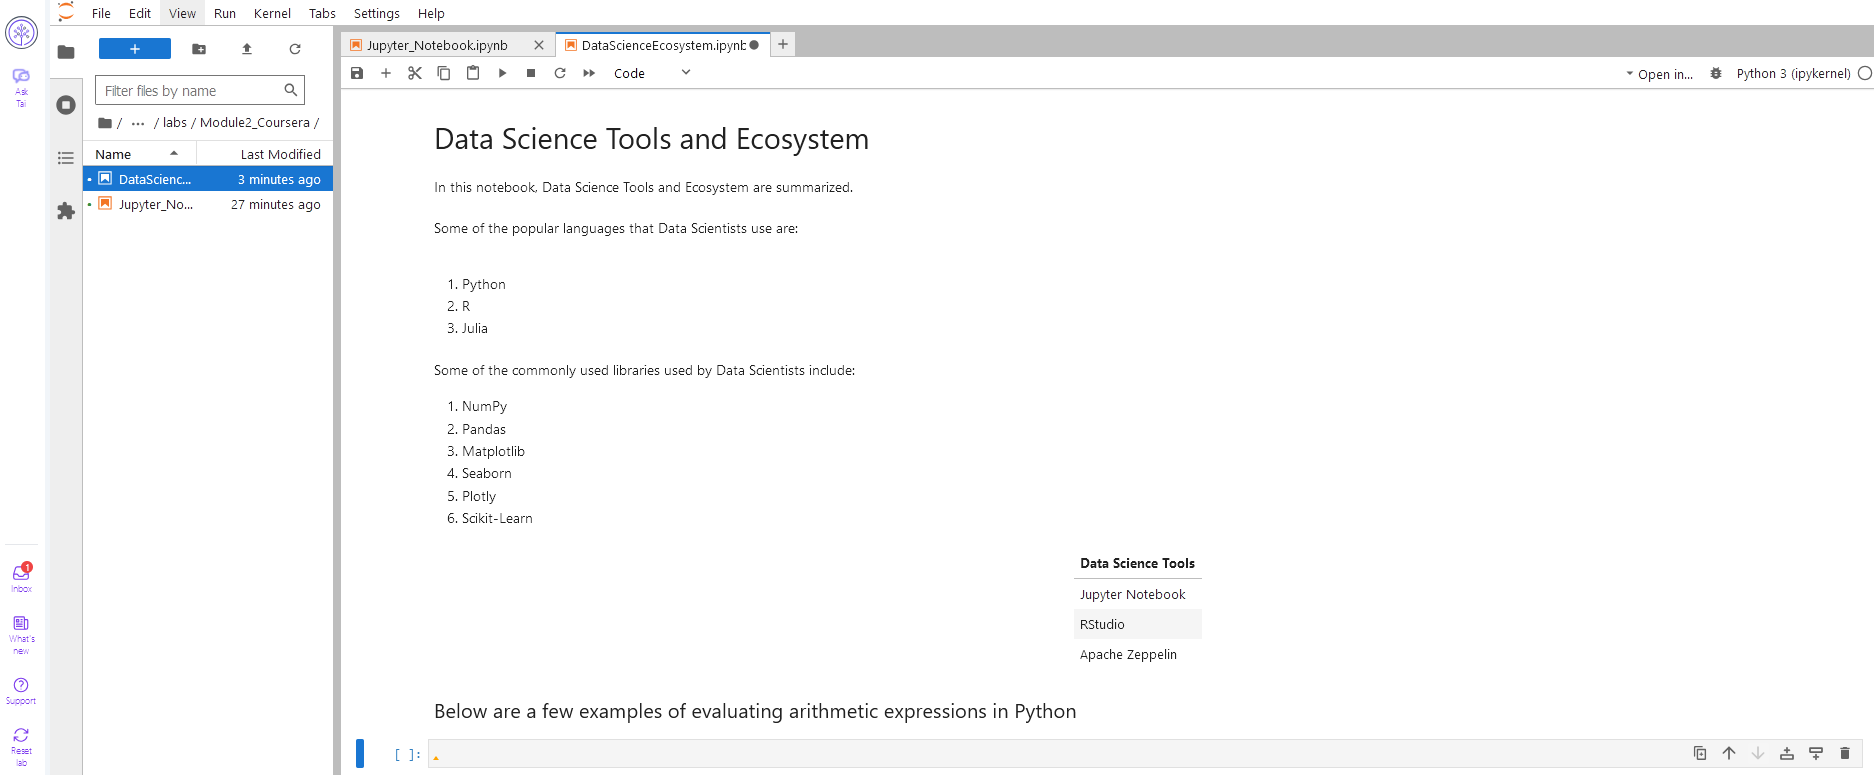 File Edit View Run Kernel Tabs Settings Help
Ask
Tai
Filter files by name
/ ... / labs / Module2_Coursera /
Name Last Modified
DataScienc... 3 minutes ago
Jupyter_No... 27 minutes ago
Inbox
1
What's
new
Support
Reset
lab
Jupyter_Notebook.ipynb
DataScienceEcosystem.ipynb
Code
Open in...
Python 3 (ipykernel)
Data Science Tools and Ecosystem
In this notebook, Data Science Tools and Ecosystem are summarized.
Some of the popular languages that Data Scientists use are:
1. Python
2. R
3. Julia
Some of the commonly used libraries used by Data Scientists include:
1. NumPy
2. Pandas
3. Matplotlib
4. Seaborn
5. Plotly
6. Scikit-Learn
Data Science Tools
Jupyter Notebook
RStudio
Apache Zeppelin
Below are a few examples of evaluating arithmetic expressions in Python
[ ]: